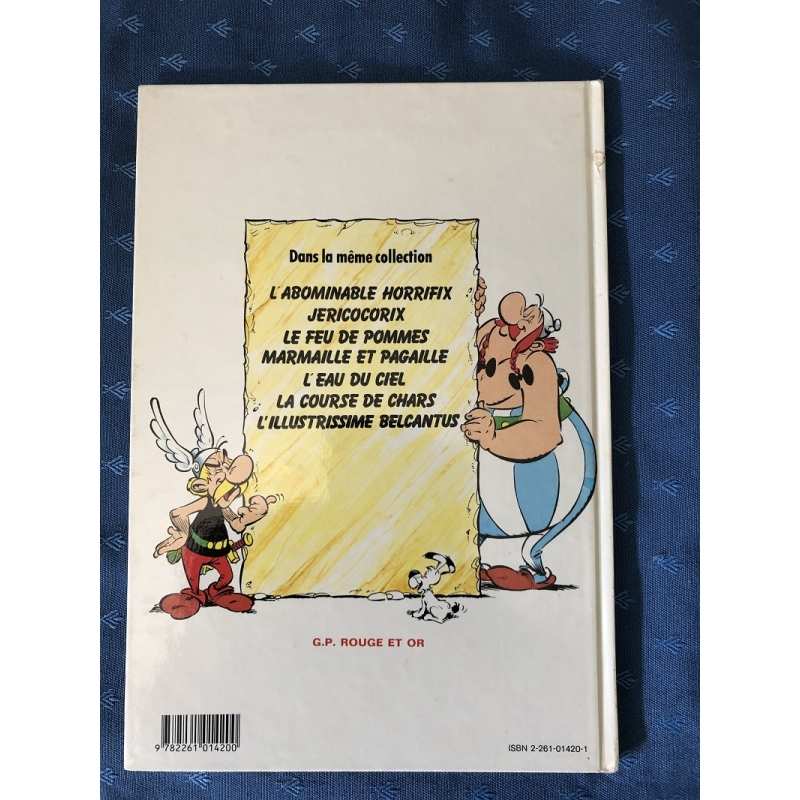 Dans la même collection
L'ABOMINABLE HORRIFIX
JERICOCORIX
LE FEU DE POMMES
MARMAILLE ET PAGAILLE
L'EAU DU CIEL
LA COURSE DE CHARS
L'ILLUSTRISSIME BELCANTUS
G.P. ROUGE ET OR
9 782261 014200
ISBN 2-261-01420-1